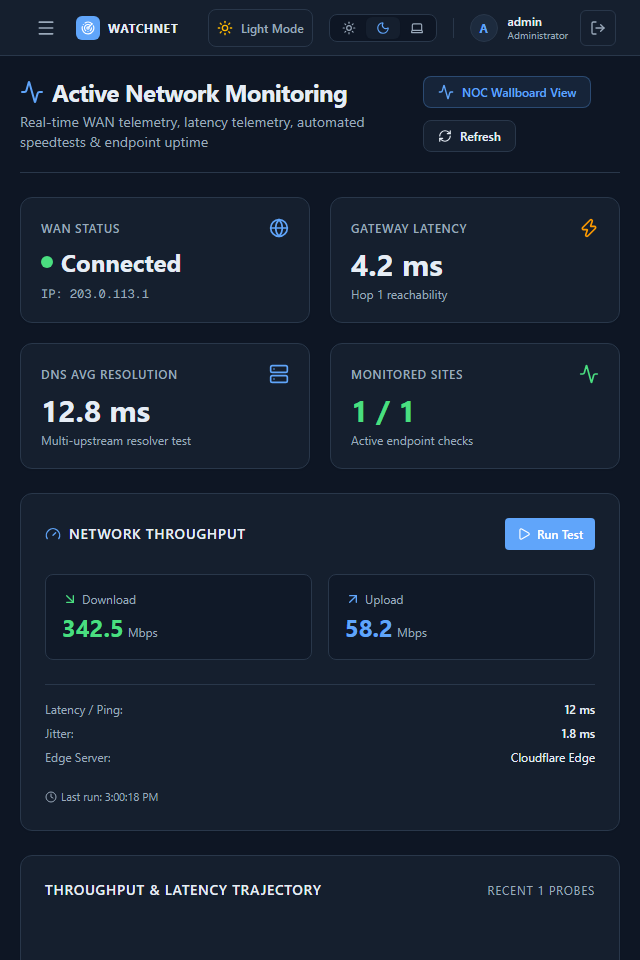 WATCHNET
Light Mode
A
admin
Administrator
Active Network Monitoring
Real-time WAN telemetry, latency telemetry, automated
speedtests & endpoint uptime
NOC Wallboard View
Refresh
WAN STATUS
Connected
IP: 203.0.113.1
GATEWAY LATENCY
4.2 ms
Hop 1 reachability
DNS AVG RESOLUTION
12.8 ms
Multi-upstream resolver test
MONITORED SITES
1 / 1
Active endpoint checks
NETWORK THROUGHPUT
Run Test
Download
342.5 Mbps
Upload
58.2 Mbps
Latency / Ping: 12 ms
Jitter: 1.8 ms
Edge Server: Cloudflare Edge
Last run: 3:00:18 PM
THROUGHPUT & LATENCY TRAJECTORY
RECENT 1 PROBES